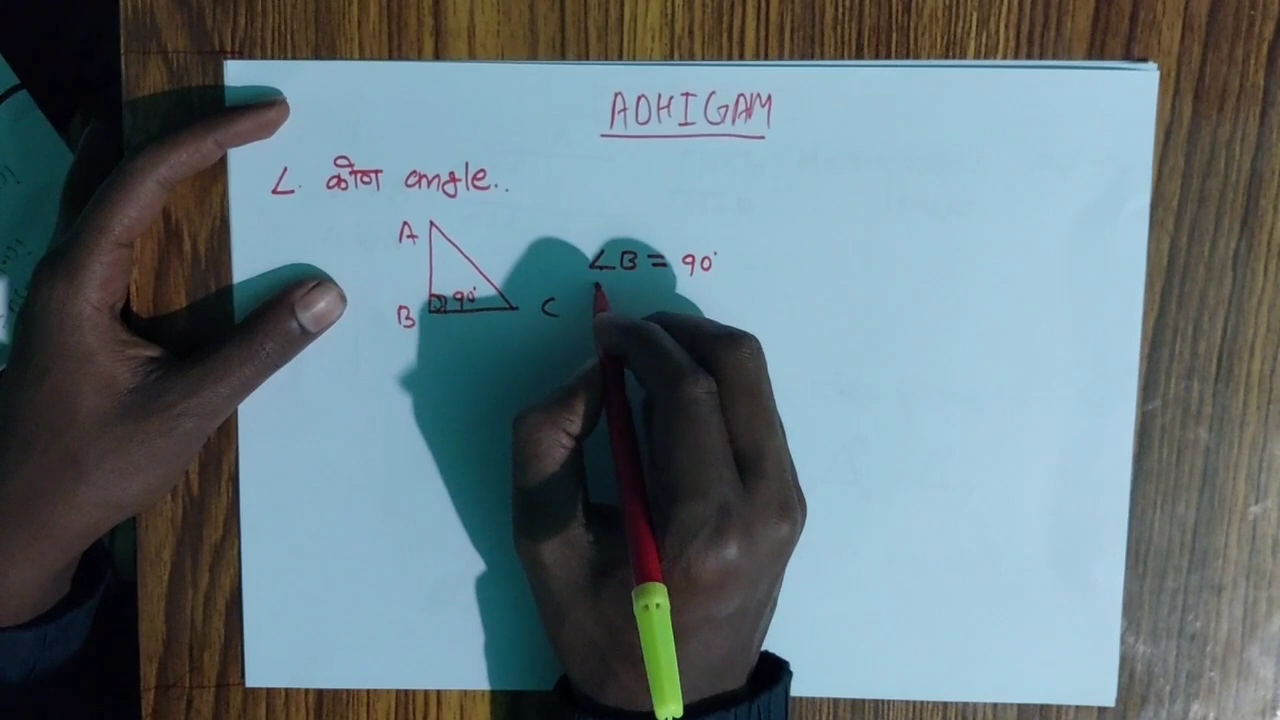 ADHIGAM
∠. कोण angle..
A
∠B = 90°
90°
B
C